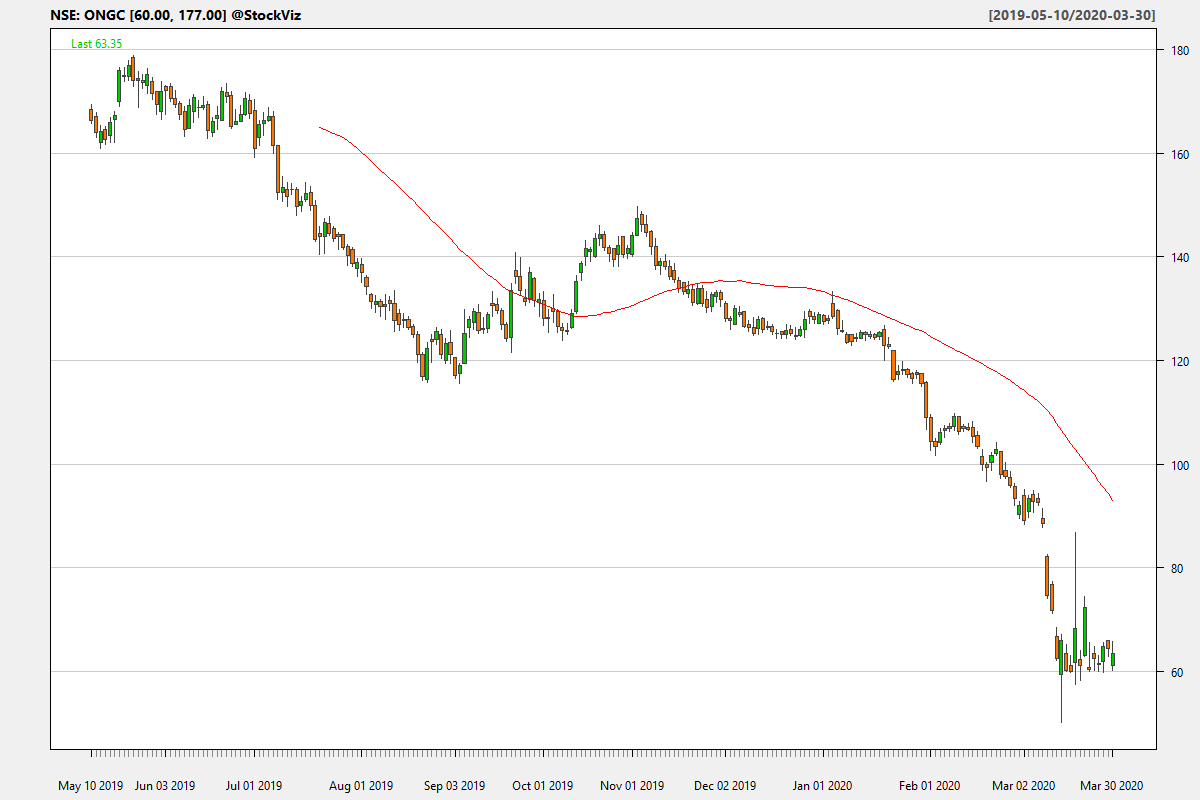 NSE: ONGC [60.00, 177.00] @StockViz [2019-05-10/2020-03-30]
Last 63.35
180
160
140
120
100
80
60
May 10 2019 Jun 03 2019 Jul 01 2019 Aug 01 2019 Sep 03 2019 Oct 01 2019 Nov 01 2019 Dec 02 2019 Jan 01 2020 Feb 01 2020 Mar 02 2020 Mar 30 2020